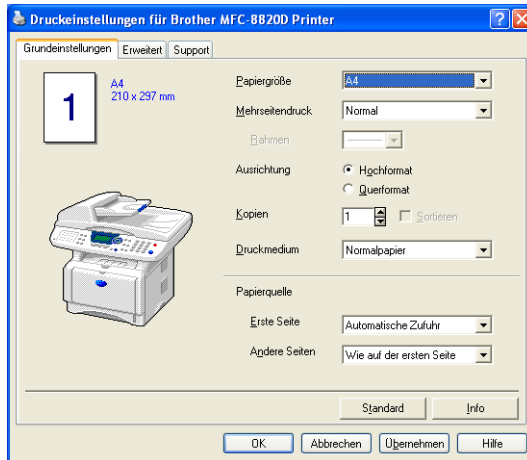 Druckeinstellungen für Brother MFC-8820D Printer
Grundeinstellungen Erweitert Support
1
A4
210 x 297 mm
Papiergröße A4
Mehrseitendruck Normal
Rahmen
Ausrichtung Hochformat
Querformat
Kopien 1 Sortieren
Druckmedium Normalpapier
Papierquelle
Erste Seite Automatische Zufuhr
Andere Seiten Wie auf der ersten Seite
Standard Info
OK Abbrechen Übernehmen Hilfe